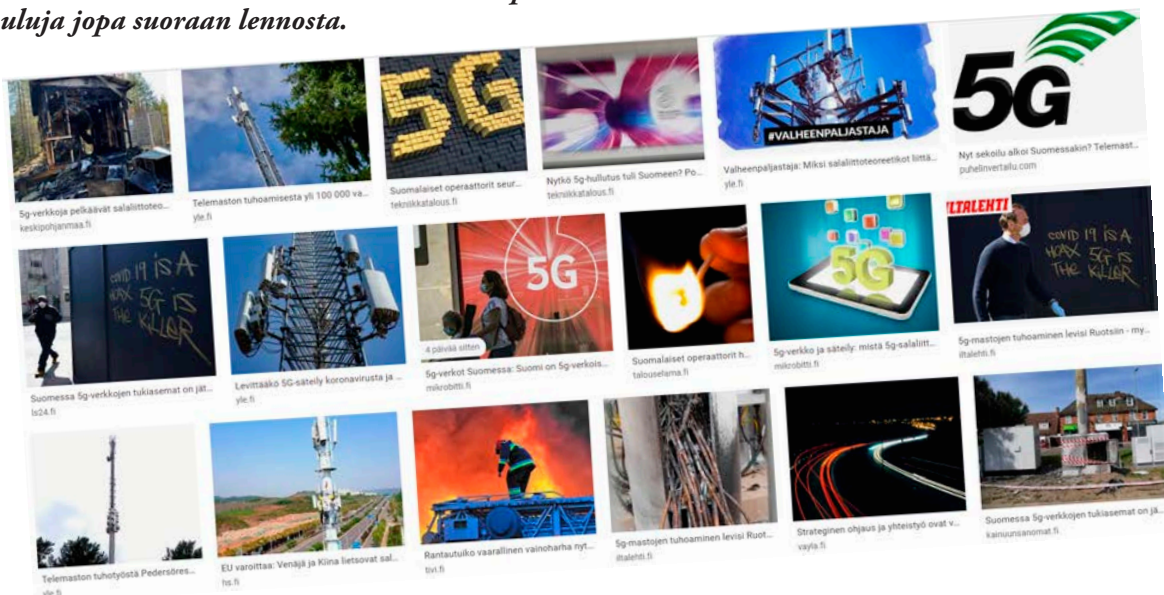 uluja jopa suoraan lennosta.
5G
5G
#VALHEENPALJASTAJA
5G
5g-verkkoja pelkäävät salaliittoteo...
keskipohjanmaa.fi
Telemaston tuhoamisesta yli 100 000 va...
yle.fi
Suomalaiset operaattorit seur...
tekniikkatalous.fi
Nytkö 5g-hullutus tuli Suomeen? Po...
tekniikkatalous.fi
Valheenpaljastaja: Miksi salaliittoteoreetikot liittä...
yle.fi
Nyt sekoilu alkoi Suomessakin? Telemast...
puhelinvertailu.com
COVID 19 IS A
HOAX 5G IS
THE KILLER
5G
4 päivää sitten
5G
ILTALEHTI
COVID 19 IS A
HOAX 5G IS
THE KILLER
Suomessa 5g-verkkojen tukiasemat on jät...
ls24.fi
Levittääkö 5G-säteily koronavirusta ja ...
yle.fi
5g-verkot Suomessa: Suomi on 5g-verkois...
mikrobitti.fi
Suomalaiset operaattorit h...
talouselama.fi
5g-verkko ja säteily: mistä 5g-salaliitt...
mikrobitti.fi
5g-mastojen tuhoaminen levisi Ruotsiin - my...
iltalehti.fi
Telemaston tuhotyöstä Pedersöres...
yle.fi
EU varoittaa: Venäjä ja Kiina lietsovat sal...
hs.fi
Rantautuiko vaarallinen vainoharha nyt...
tivi.fi
5g-mastojen tuhoaminen levisi Ruot...
iltalehti.fi
Strateginen ohjaus ja yhteistyö ovat v...
vayla.fi
Suomessa 5g-verkkojen tukiasemat on jä...
kainuunsanomat.fi